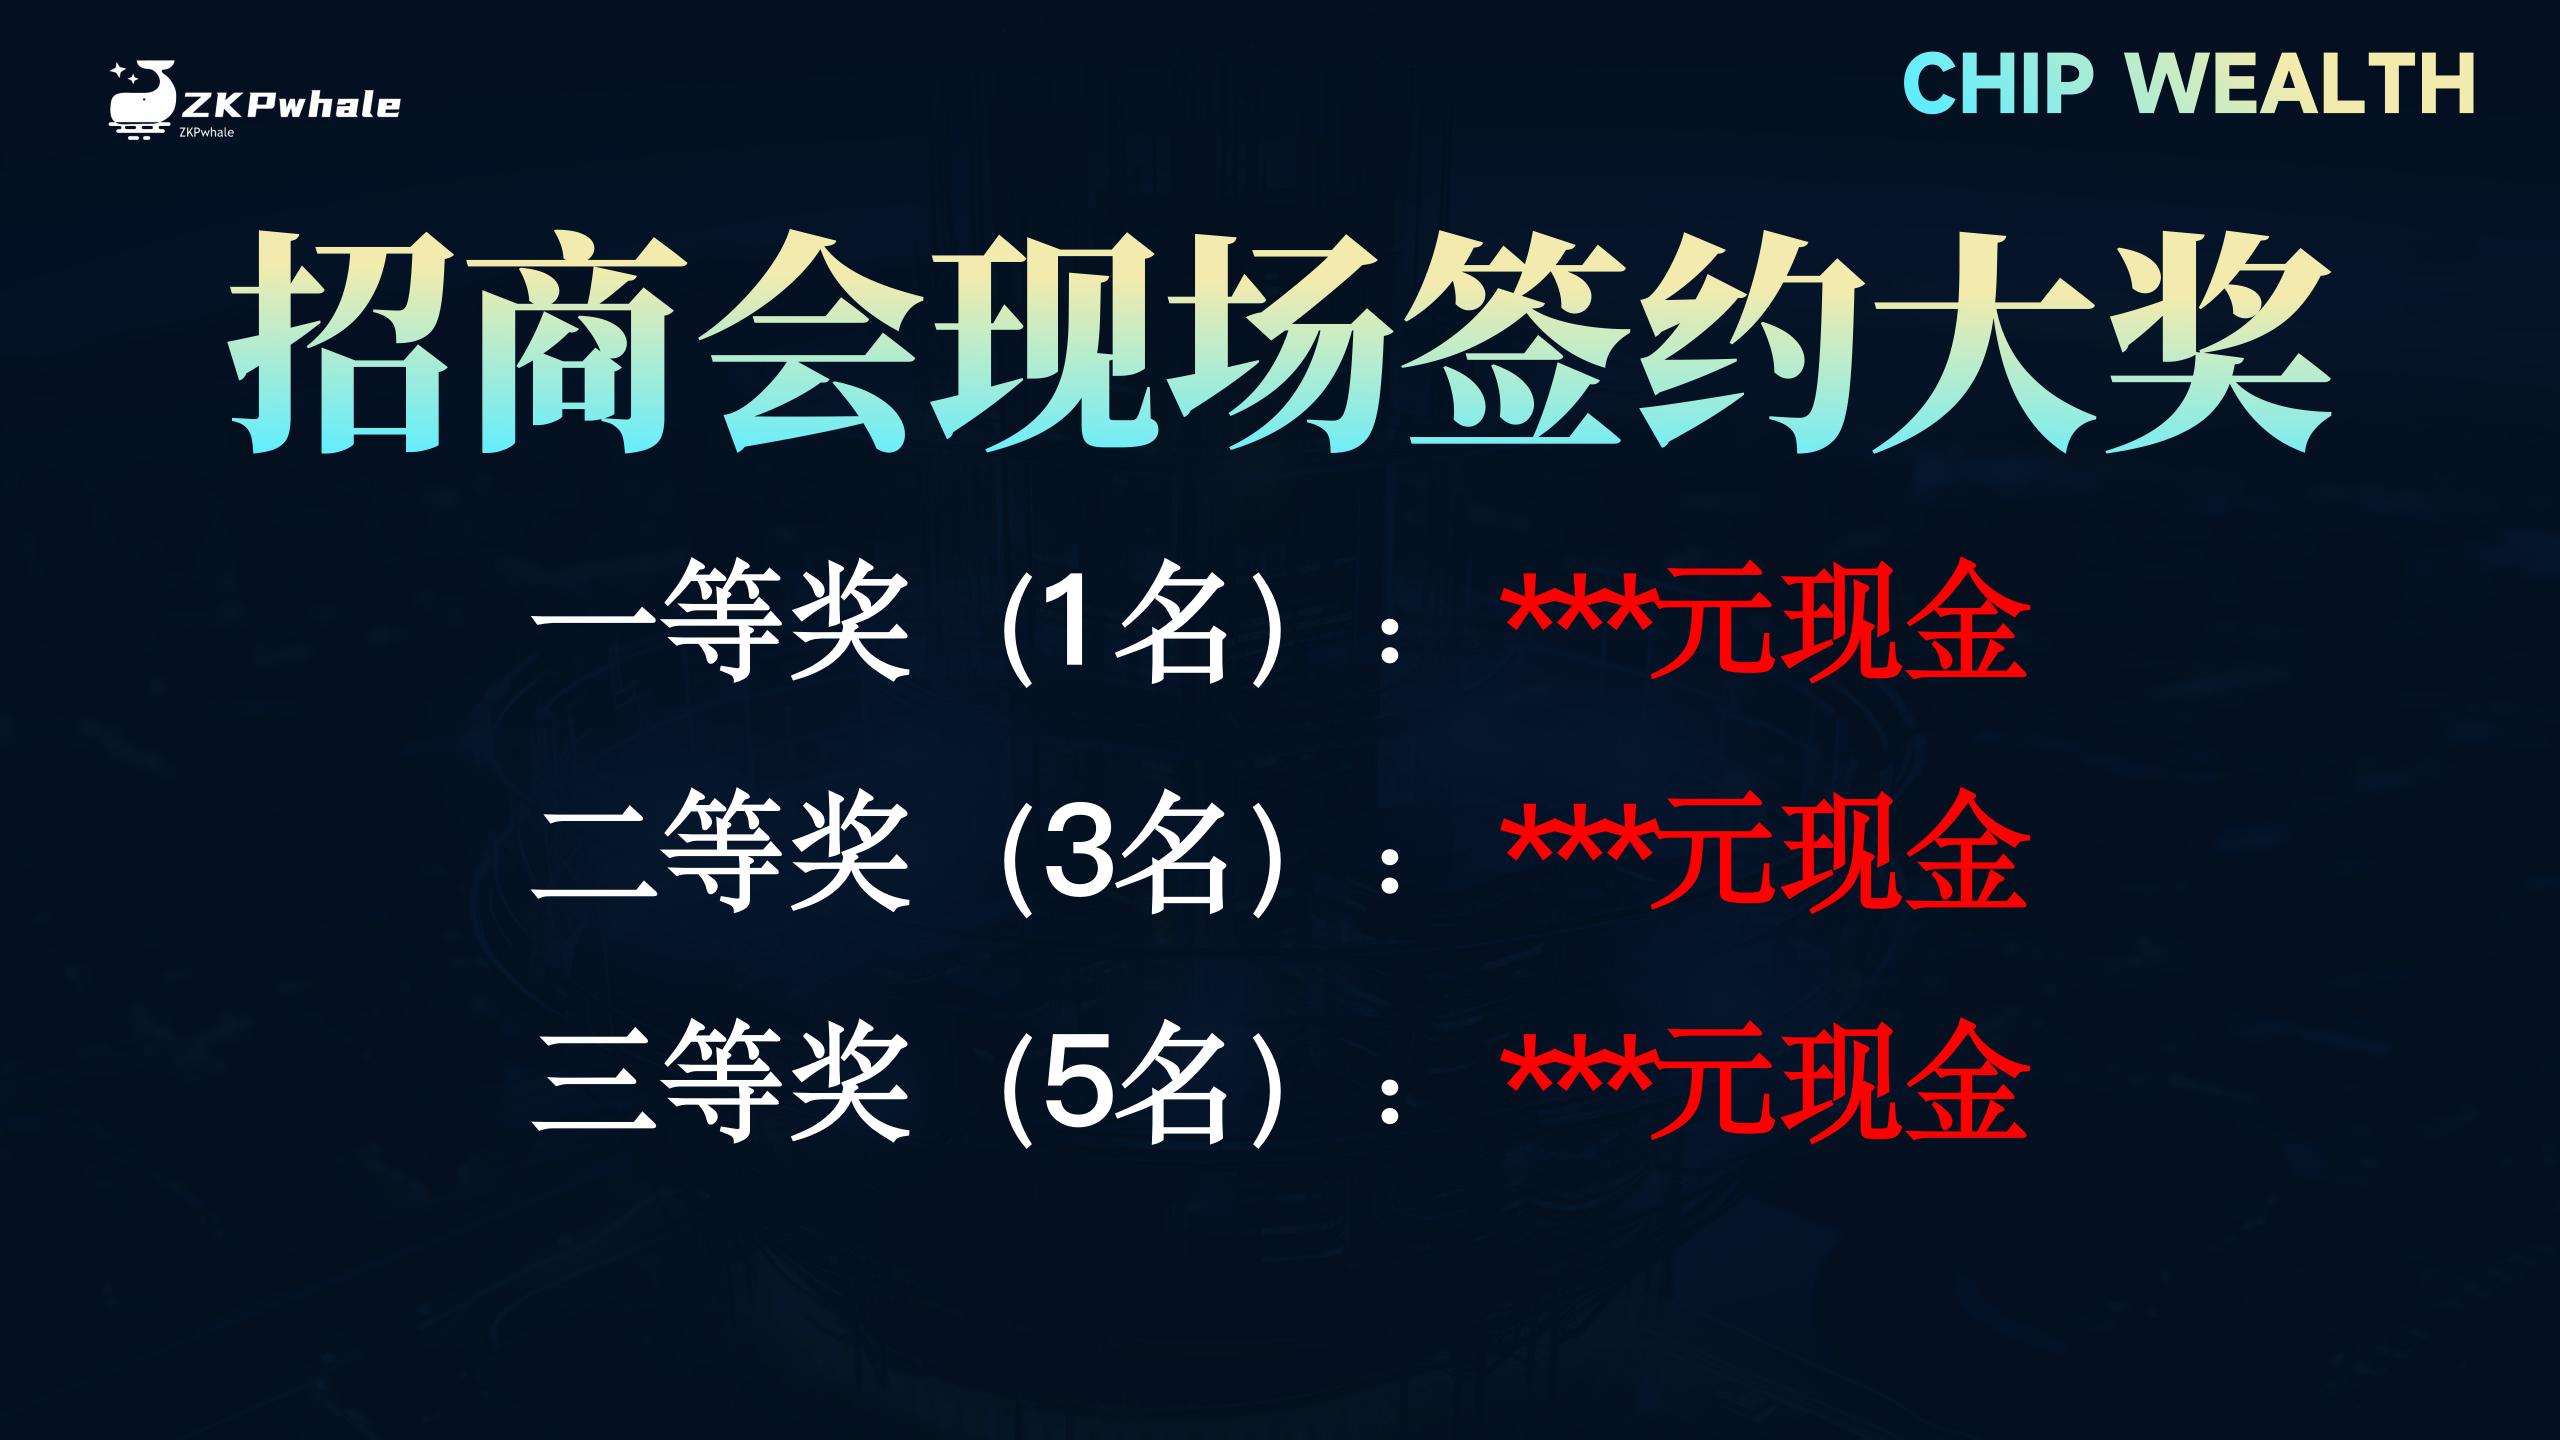 ZKPwhale
ZKPwhale
CHIP WEALTH
招商会现场签约大奖
一等奖（1名）：***元现金
二等奖（3名）：***元现金
三等奖（5名）：***元现金